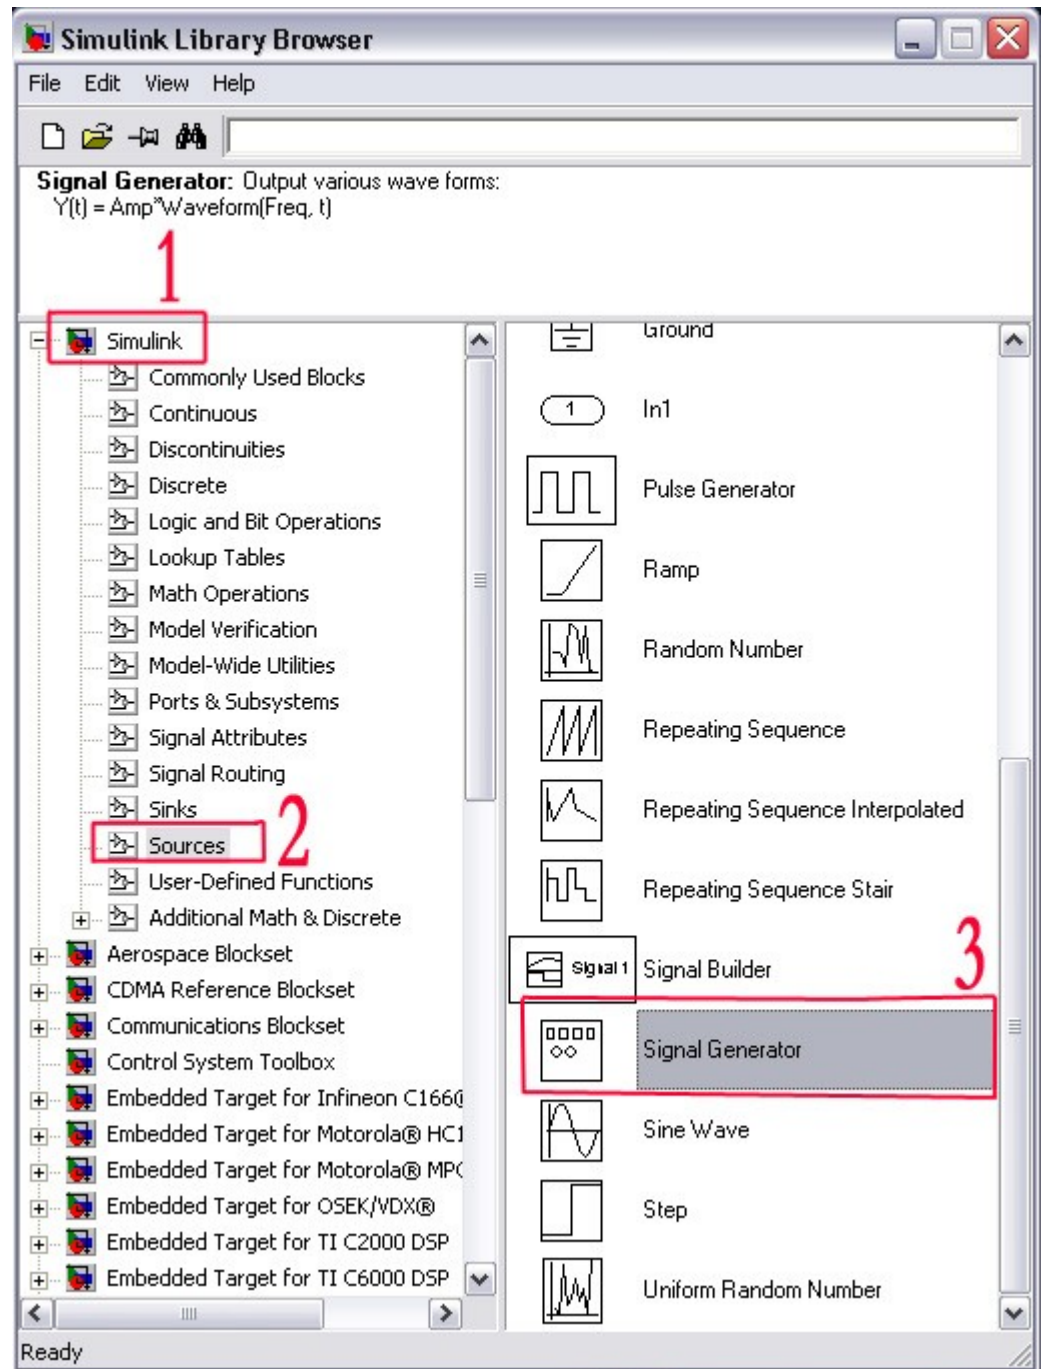 Simulink Library Browser
File Edit View Help
Signal Generator: Output various wave forms:
Y(t) = Amp*Waveform(Freq, t)
1
Simulink
Commonly Used Blocks
Continuous
Discontinuities
Discrete
Logic and Bit Operations
Lookup Tables
Math Operations
Model Verification
Model-Wide Utilities
Ports & Subsystems
Signal Attributes
Signal Routing
Sinks
2
Sources
User-Defined Functions
Additional Math & Discrete
Aerospace Blockset
CDMA Reference Blockset
Communications Blockset
Control System Toolbox
Embedded Target for Infineon C166®
Embedded Target for Motorola® HC1
Embedded Target for Motorola® MPC
Embedded Target for OSEK/VDX®
Embedded Target for TI C2000 DSP
Embedded Target for TI C6000 DSP
Ground
1 In1
Pulse Generator
Ramp
Random Number
Repeating Sequence
Repeating Sequence Interpolated
Repeating Sequence Stair
3
Signal 1 Signal Builder
Signal Generator
Sine Wave
Step
Uniform Random Number
Ready